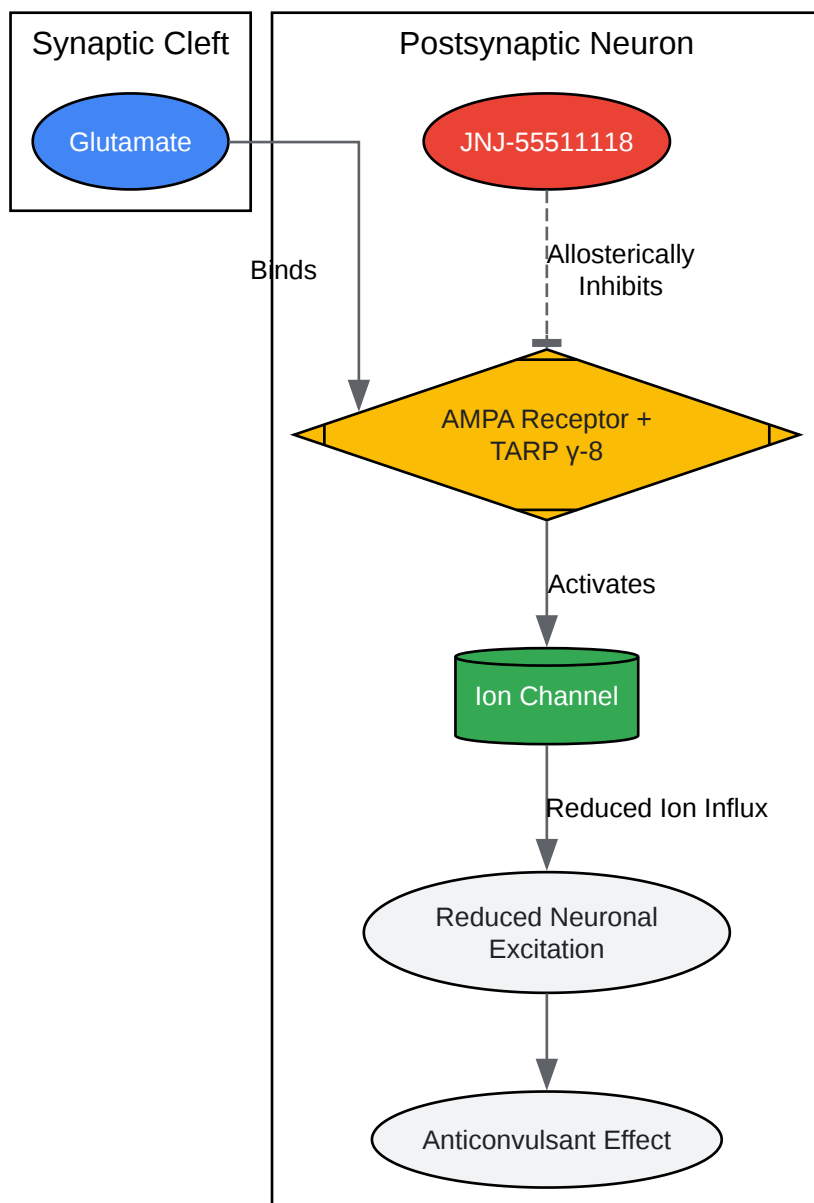 Synaptic Cleft
Postsynaptic Neuron
Glutamate
JNJ-55511118
Binds
Allosterically
Inhibits
AMPA Receptor +
TARP γ-8
Activates
Ion Channel
Reduced Ion Influx
Reduced Neuronal
Excitation
Anticonvulsant Effect